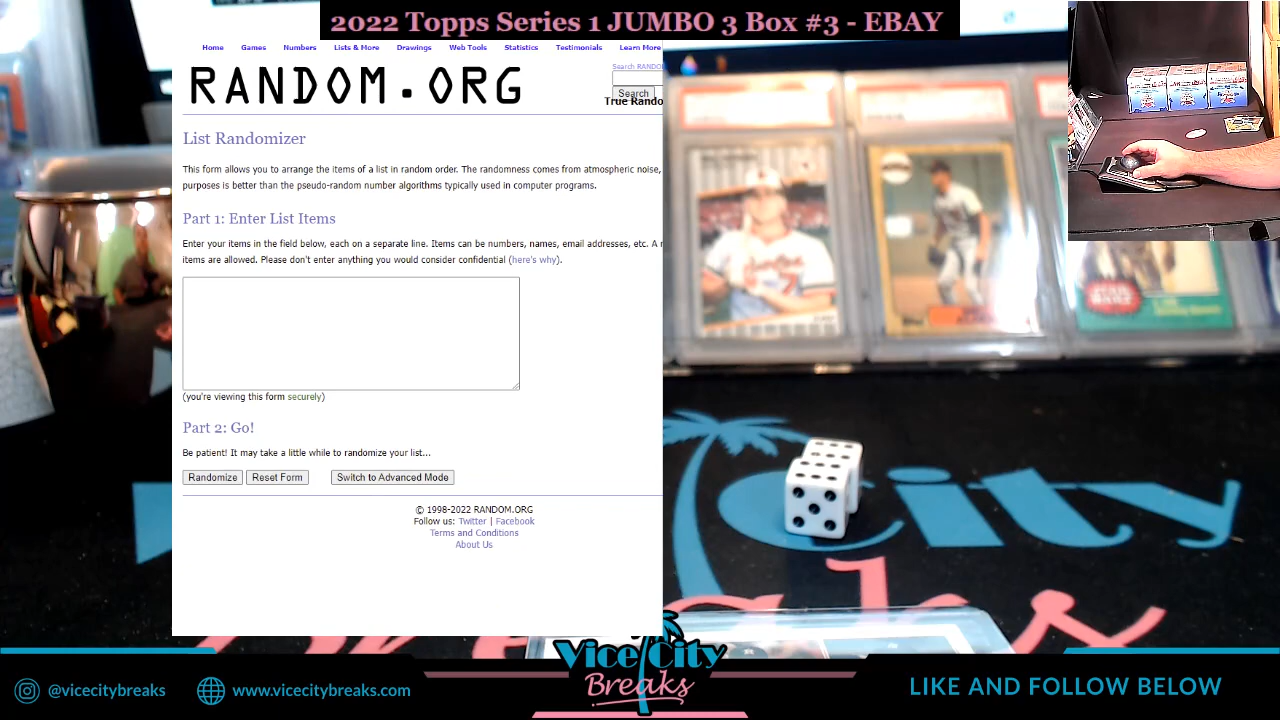 2022 Topps Series 1 JUMBO 3 Box #3 - EBAY
Home Games Numbers Lists & More Drawings Web Tools Statistics Testimonials Learn More
Search RANDO
RANDOM.ORG
Search
True Rando
List Randomizer
This form allows you to arrange the items of a list in random order. The randomness comes from atmospheric noise,
purposes is better than the pseudo-random number algorithms typically used in computer programs.
Part 1: Enter List Items
Enter your items in the field below, each on a separate line. Items can be numbers, names, email addresses, etc. A
items are allowed. Please don't enter anything you would consider confidential (here's why).
(you're viewing this form securely)
Part 2: Go!
Be patient! It may take a little while to randomize your list...
Randomize Reset Form Switch to Advanced Mode
© 1998-2022 RANDOM.ORG
Follow us: Twitter | Facebook
Terms and Conditions
About Us
STAR
WARS
City
Vice City
Breaks
@vicecitybreaks
www.vicecitybreaks.com
LIKE AND FOLLOW BELOW